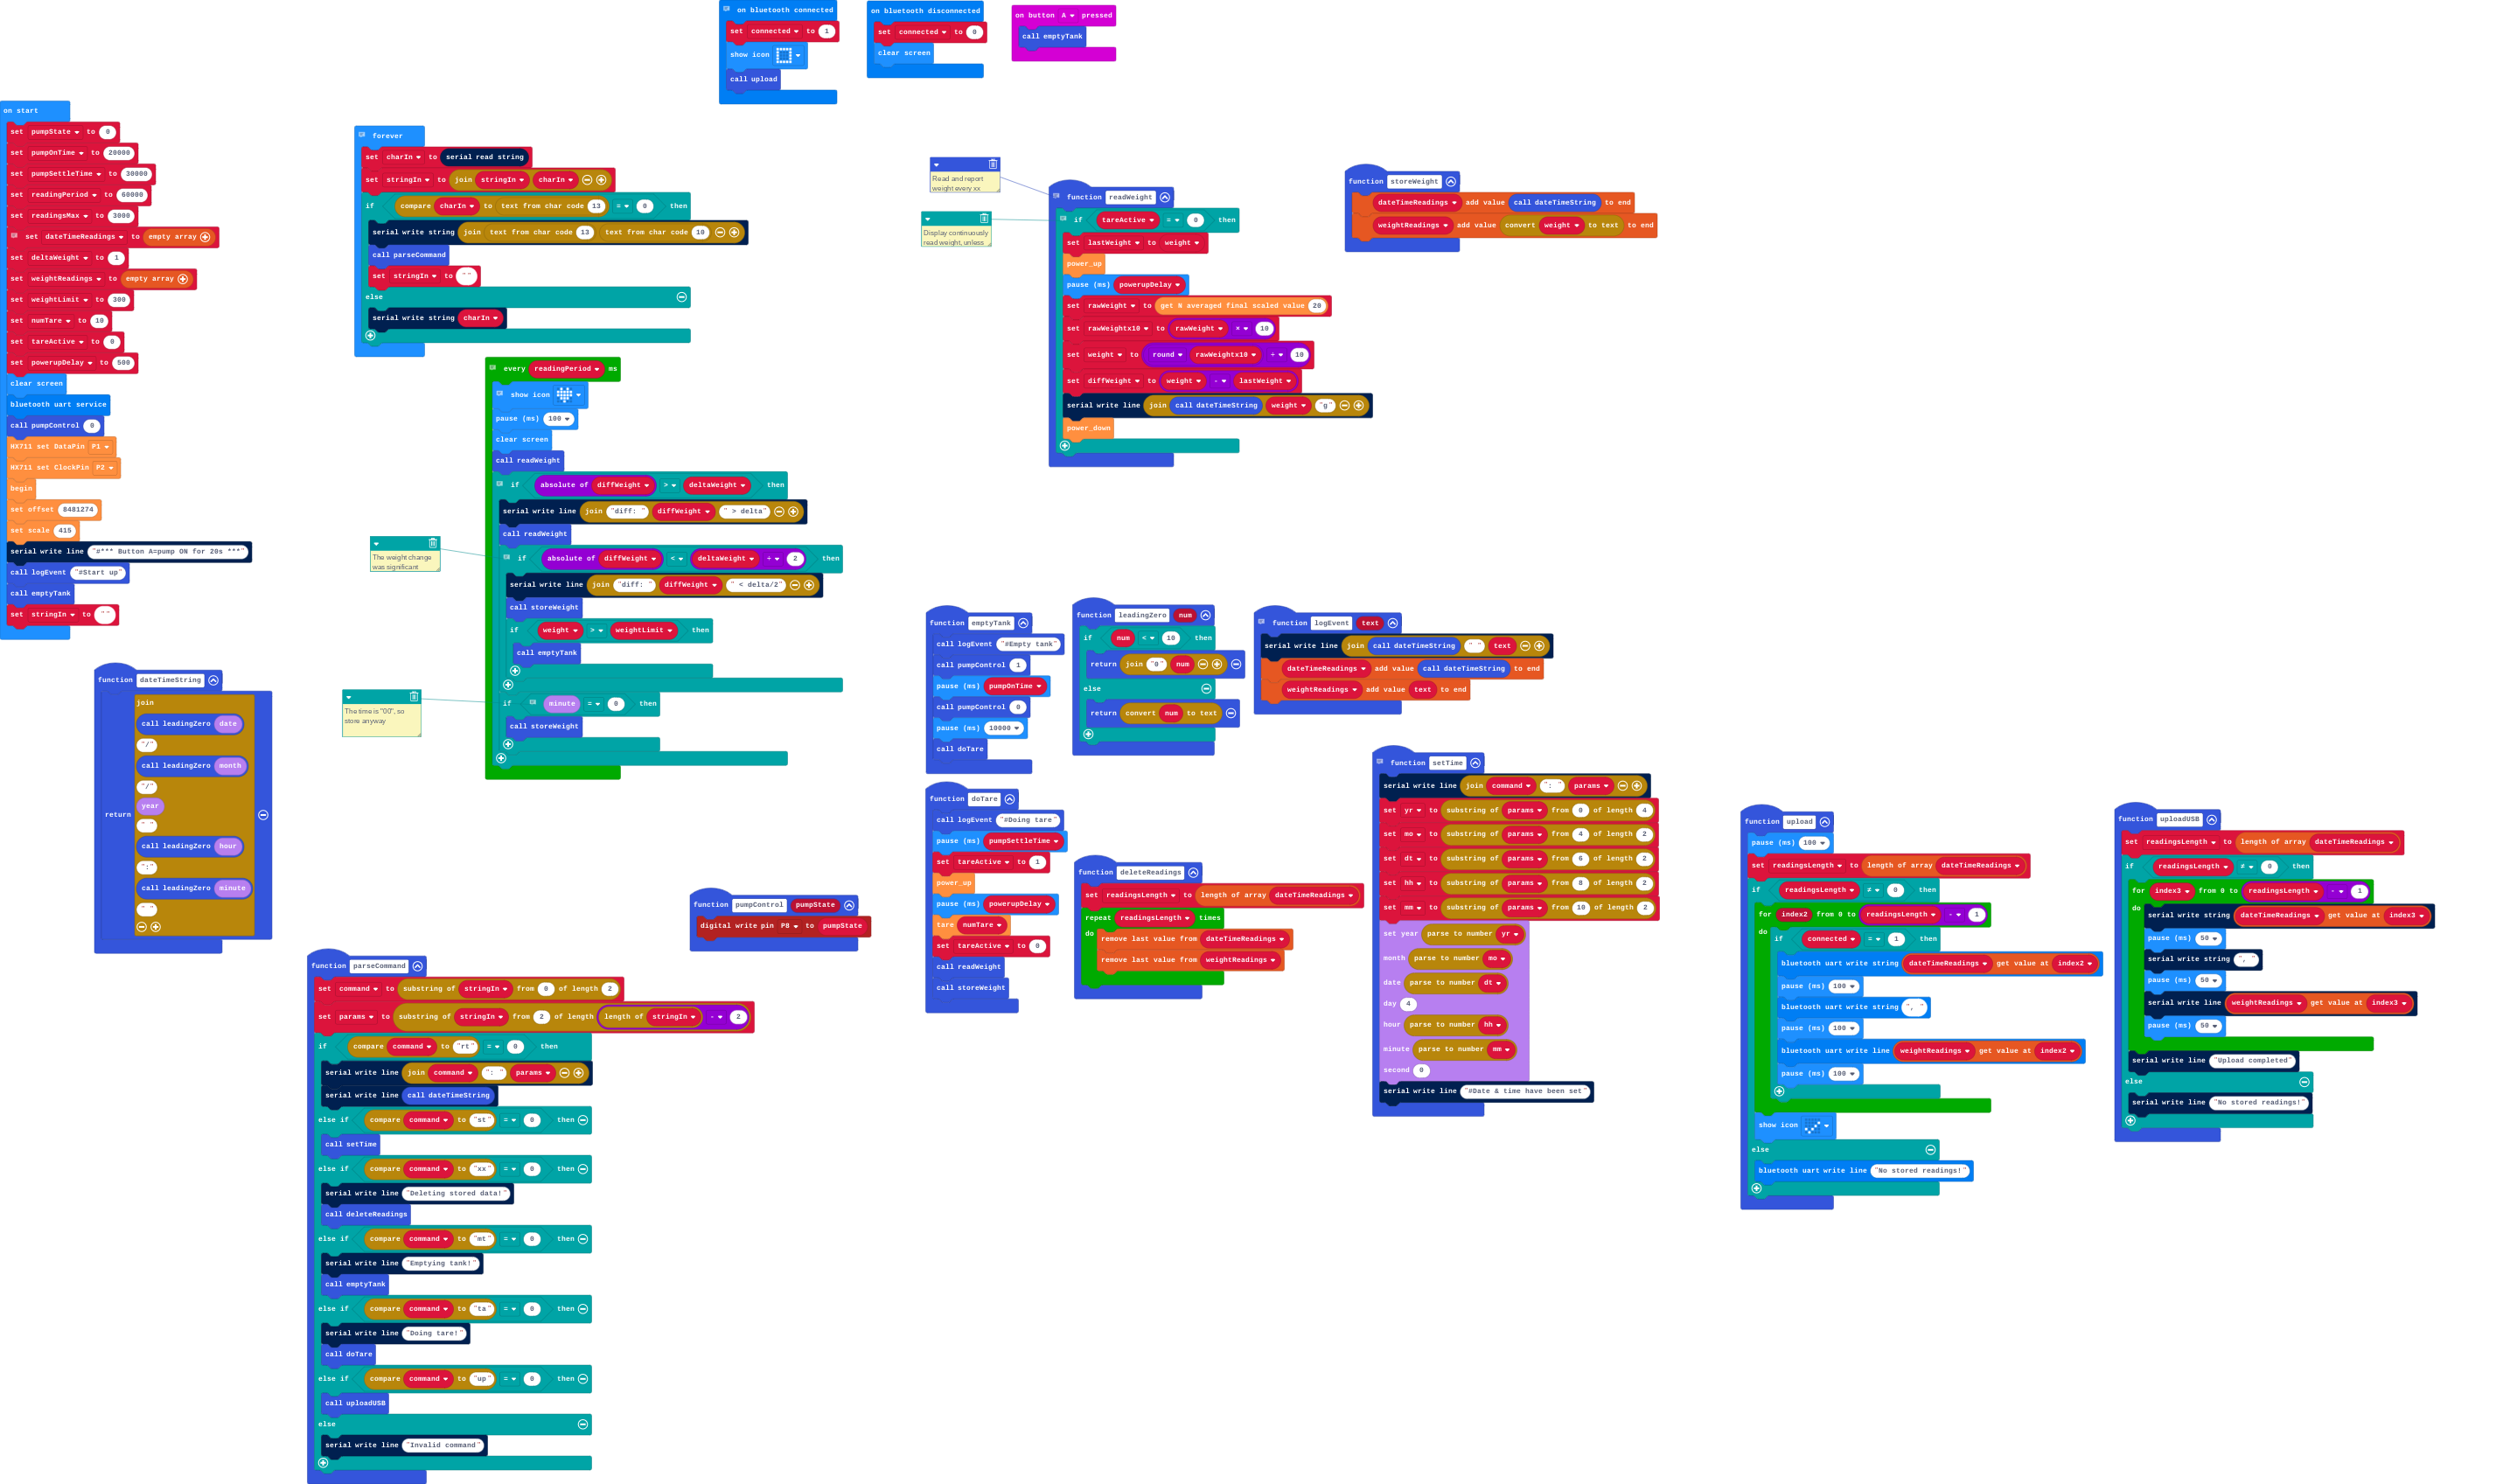 on bluetooth connected
set connected to 1
show icon
call upload
on bluetooth disconnected
set connected to 0
clear screen
on button A pressed
call emptyTank
on start
set pumpState to 0
set pumpOnTime to 20000
set pumpSettleTime to 30000
set readingPeriod to 60000
set readingsMax to 3000
set dateTimeReadings to empty array
set deltaWeight to 1
set weightReadings to empty array
set weightLimit to 300
set numTare to 10
set tareActive to 0
set powerupDelay to 500
clear screen
bluetooth uart service
call pumpControl 0
HX711 set DataPin P1
HX711 set ClockPin P2
begin
set offset 8481274
set scale 415
serial write line "#*** Button A=pump ON for 20s ***"
call logEvent "#Start up"
call emptyTank
set stringIn to ""
forever
set charIn to serial read string
set stringIn to join stringIn charIn
if compare charIn to text from char code 13 = 0 then
serial write string join text from char code 13 text from char code 10
call parseCommand
set stringIn to ""
else
serial write string charIn
every readingPeriod ms
show icon
pause (ms) 100
clear screen
call readWeight
if absolute of diffWeight > deltaWeight then
serial write line join "diff: " diffWeight " > delta"
call readWeight
if absolute of diffWeight < deltaWeight ÷ 2 then
serial write line join "diff: " diffWeight " < delta/2"
call storeWeight
if weight > weightLimit then
call emptyTank
if minute = 0 then
call storeWeight
The weight change
was significant
The time is "00", so
store anyway
Read and report
weight every xx
Display continuously
read weight, unless
function readWeight
if tareActive = 0 then
set lastWeight to weight
power_up
pause (ms) powerupDelay
set rawWeight to get N averaged final scaled value 20
set rawWeightx10 to rawWeight × 10
set weight to round rawWeightx10 ÷ 10
set diffWeight to weight - lastWeight
serial write line join call dateTimeString weight "g"
power_down
function storeWeight
dateTimeReadings add value call dateTimeString to end
weightReadings add value convert weight to text to end
function dateTimeString
return
join
call leadingZero date
"/"
call leadingZero month
"/"
year
" "
call leadingZero hour
":"
call leadingZero minute
" "
function emptyTank
call logEvent "#Empty tank"
call pumpControl 1
pause (ms) pumpOnTime
call pumpControl 0
pause (ms) 10000
call doTare
function leadingZero num
if num < 10 then
return join "0" num
else
return convert num to text
function logEvent text
serial write line join call dateTimeString " " text
dateTimeReadings add value call dateTimeString to end
weightReadings add value text to end
function doTare
call logEvent "#Doing tare"
pause (ms) pumpSettleTime
set tareActive to 1
power_up
pause (ms) powerupDelay
tare numTare
set tareActive to 0
call readWeight
call storeWeight
function deleteReadings
set readingsLength to length of array dateTimeReadings
repeat readingsLength times
do
remove last value from dateTimeReadings
remove last value from weightReadings
function pumpControl pumpState
digital write pin P8 to pumpState
function parseCommand
set command to substring of stringIn from 0 of length 2
set params to substring of stringIn from 2 of length length of stringIn - 2
if compare command to "rt" = 0 then
serial write line join command ": " params
serial write line call dateTimeString
else if compare command to "st" = 0 then
call setTime
else if compare command to "xx" = 0 then
serial write line "Deleting stored data!"
call deleteReadings
else if compare command to "mt" = 0 then
serial write line "Emptying tank!"
call emptyTank
else if compare command to "ta" = 0 then
serial write line "Doing tare!"
call doTare
else if compare command to "up" = 0 then
call uploadUSB
else
serial write line "Invalid command"
function setTime
serial write line join command ": " params
set yr to substring of params from 0 of length 4
set mo to substring of params from 4 of length 2
set dt to substring of params from 6 of length 2
set hh to substring of params from 8 of length 2
set mm to substring of params from 10 of length 2
set year parse to number yr
month parse to number mo
date parse to number dt
day 4
hour parse to number hh
minute parse to number mm
second 0
serial write line "#Date & time have been set"
function upload
pause (ms) 100
set readingsLength to length of array dateTimeReadings
if readingsLength ≠ 0 then
for index2 from 0 to readingsLength - 1
do
if connected = 1 then
bluetooth uart write string dateTimeReadings get value at index2
pause (ms) 100
bluetooth uart write string ", "
pause (ms) 100
bluetooth uart write line weightReadings get value at index2
pause (ms) 100
show icon
else
bluetooth uart write line "No stored readings!"
function uploadUSB
set readingsLength to length of array dateTimeReadings
if readingsLength ≠ 0 then
for index3 from 0 to readingsLength - 1
do
serial write string dateTimeReadings get value at index3
pause (ms) 50
serial write string ", "
pause (ms) 50
serial write line weightReadings get value at index3
pause (ms) 50
serial write line "Upload completed"
else
serial write line "No stored readings!"